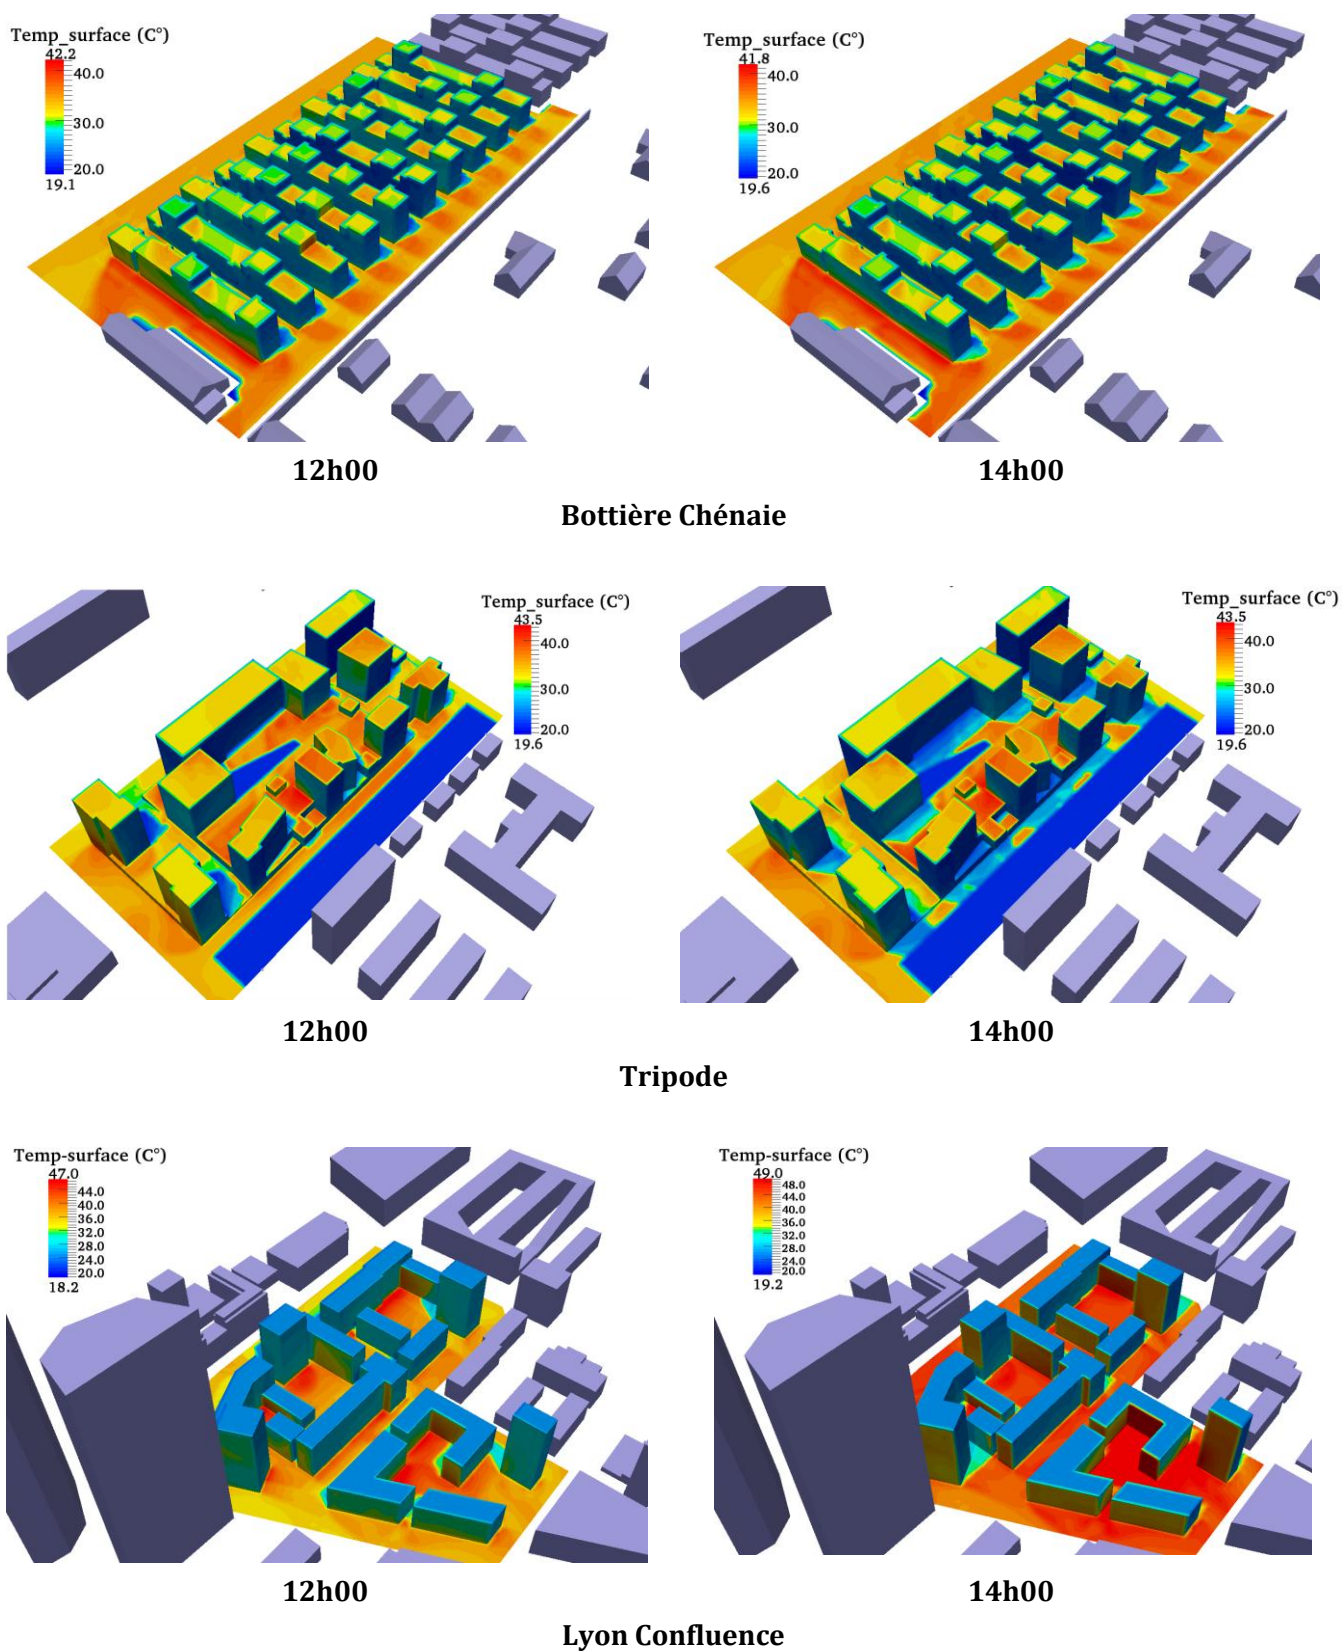 Temp_surface (C°)
42.2
40.0
30.0
20.0
19.1
Temp_surface (C°)
41.8
40.0
30.0
20.0
19.6
12h00
14h00
Bottière Chénaie
Temp_surface (C°)
43.5
40.0
30.0
20.0
19.6
Temp_surface (C°)
43.5
40.0
30.0
20.0
19.6
12h00
14h00
Tripode
Temp-surface (C°)
47.0
44.0
40.0
36.0
32.0
28.0
24.0
20.0
18.2
Temp-surface (C°)
49.0
48.0
44.0
40.0
36.0
32.0
28.0
24.0
20.0
19.2
12h00
14h00
Lyon Confluence